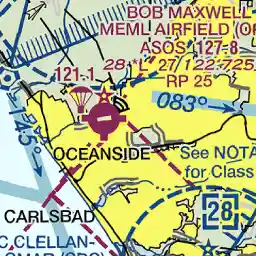 BOB MAXWELL
MEML AIRFIELD (O
ASOS 127-8
28 *L 27 122.725
RP 25
121-1
083°
145°
OCEANSIDE
See NOTA
for Class
CARLSBAD
28
C CLELLAN-